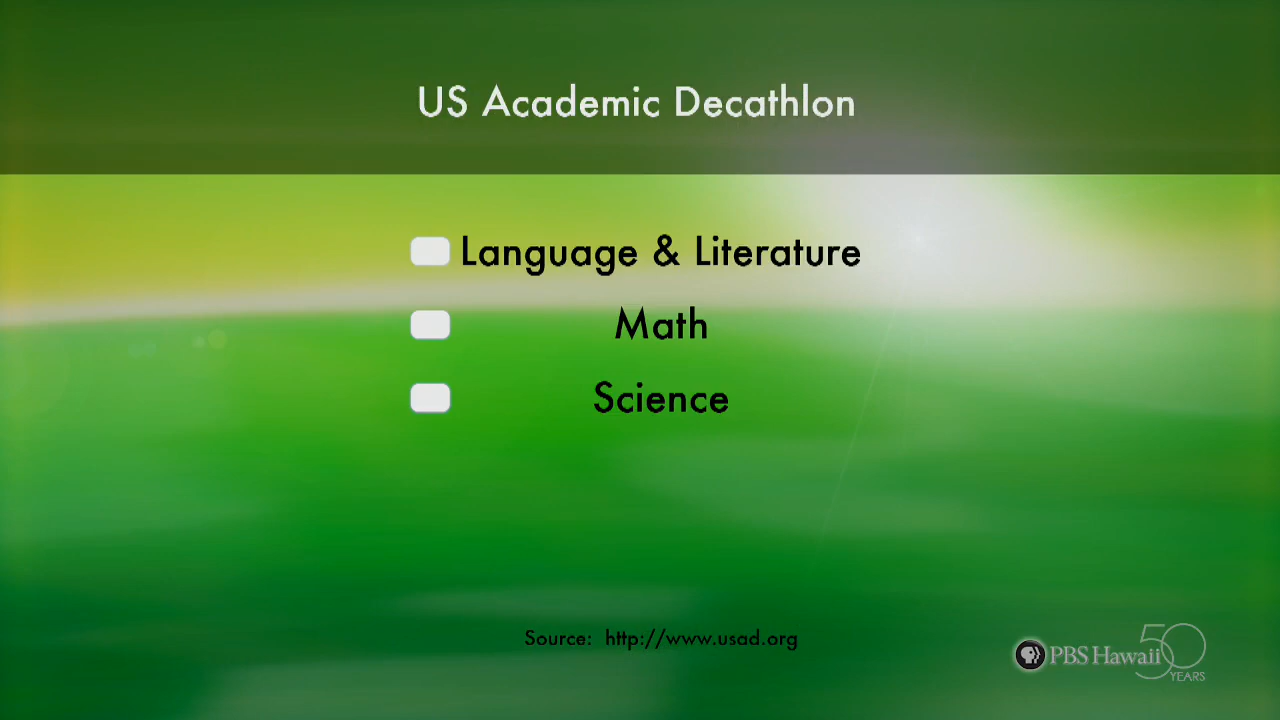 US Academic Decathlon
Language & Literature
Math
Science
Source: http://www.usad.org
PBS Hawaii 50
YEARS